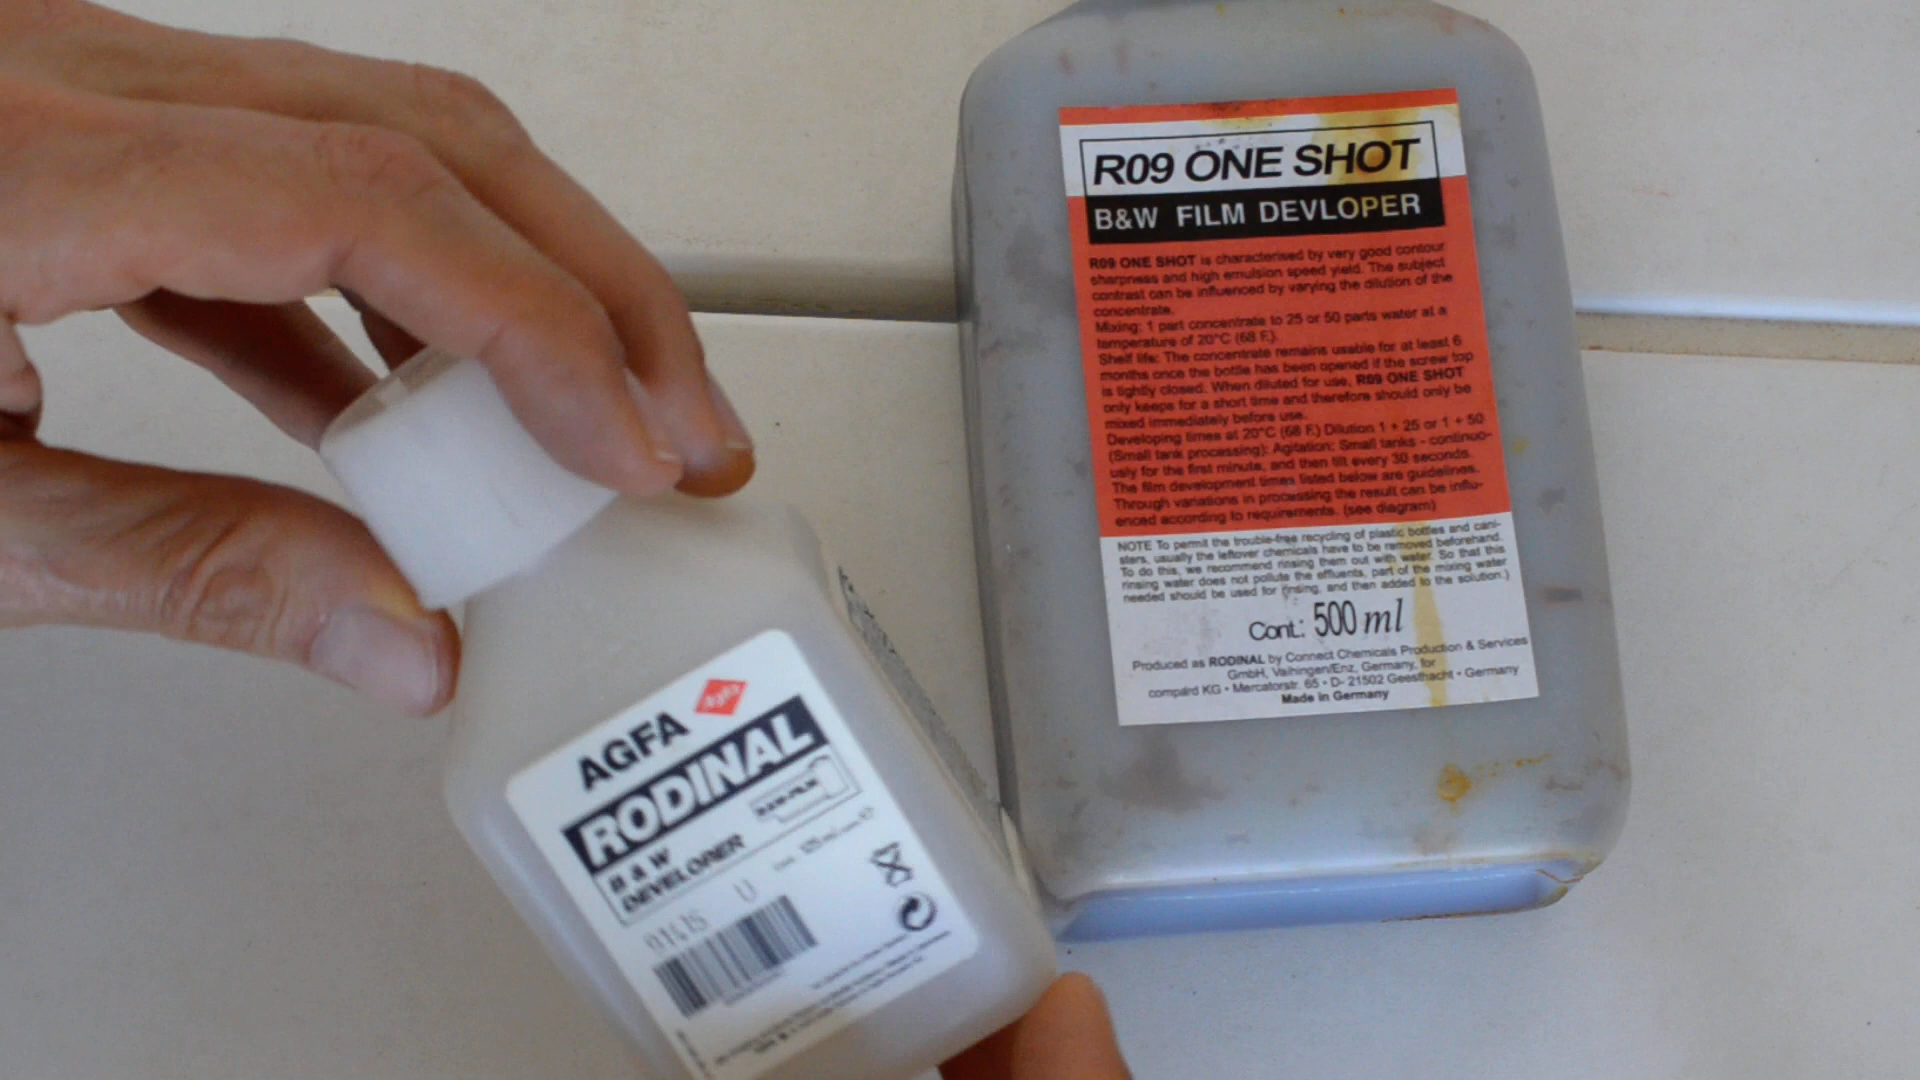 R09 ONE SHOT
B&W FILM DEVLOPER
R09 ONE SHOT is characterised by very good contour
sharpness and high emulsion speed yield. The subject
contrast can be influenced by varying the dilution of the
concentrate.
Mixing: 1 part concentrate to 25 or 50 parts water at a
temperature of 20°C (68 F.).
Shelf life: The concentrate remains usable for at least 6
months once the bottle has been opened if the screw top
is tightly closed. When diluted for use, R09 ONE SHOT
only keeps for a short time and therefore should only be
mixed immediately before use.
Developing times at 20°C (68 F.) Dilution 1 + 25 or 1 + 50
(Small tank processing): Agitation: Small tanks - continuo-
usly for the first minute, and then tilt every 30 seconds.
The film development times listed below are guidelines.
Through variations in processing the result can be influ-
enced according to requirements. (see diagram)
NOTE To permit the trouble-free recycling of plastic bottles and cani-
sters, usually the leftover chemicals have to be removed beforehand.
To do this, we recommend rinsing them out with water. So that this
rinsing water does not pollute the effluents, part of the mixing water
needed should be used for rinsing, and then added to the solution.)
Cont.: 500 ml
Produced as RODINAL by Connect Chemicals Production & Services
GmbH, Vaihingen/Enz, Germany, for
compard KG • Mercatorstr. 65 • D- 21502 Geesthacht • Germany
Made in Germany
AGFA
RODINAL
B & W
DEVELOPER
B&W-FILM
125 ml